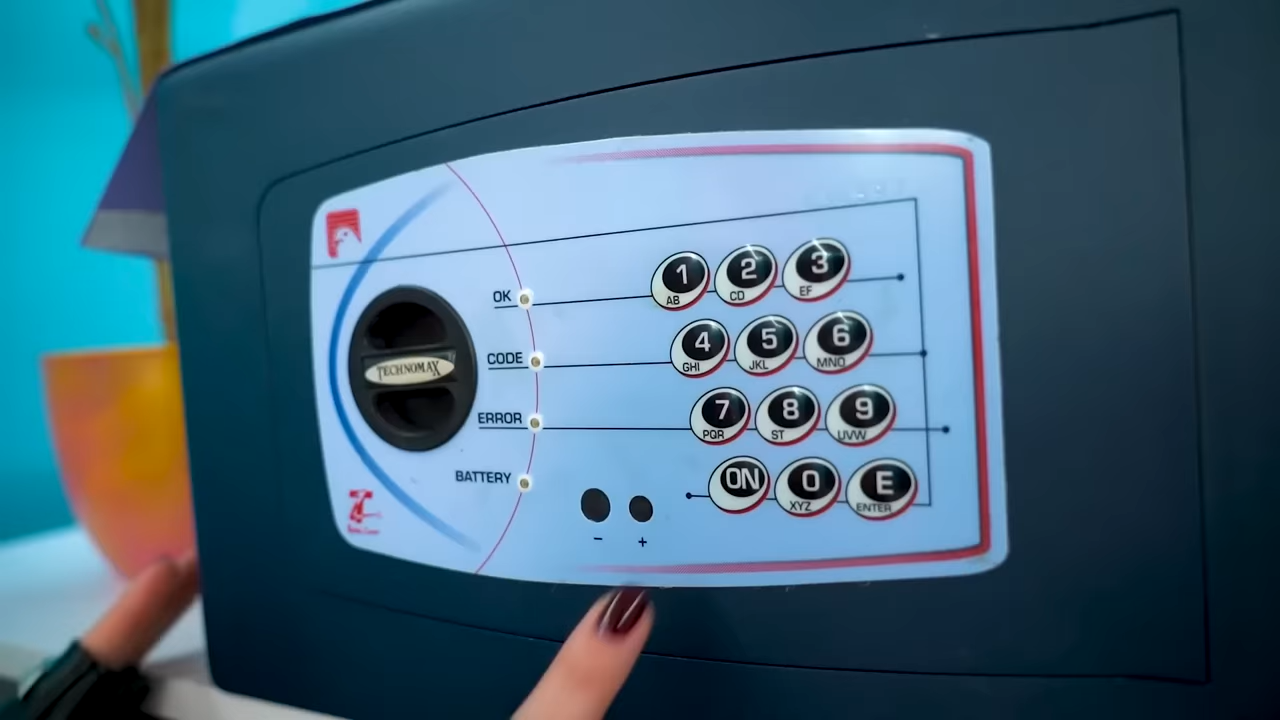 OK
CODE
ERROR
BATTERY
TECHNOMAX
1 2 3
AB CD EF
4 5 6
GHI JKL MNO
7 8 9
PQR ST UVW
ON 0 E
XYZ ENTER
- +